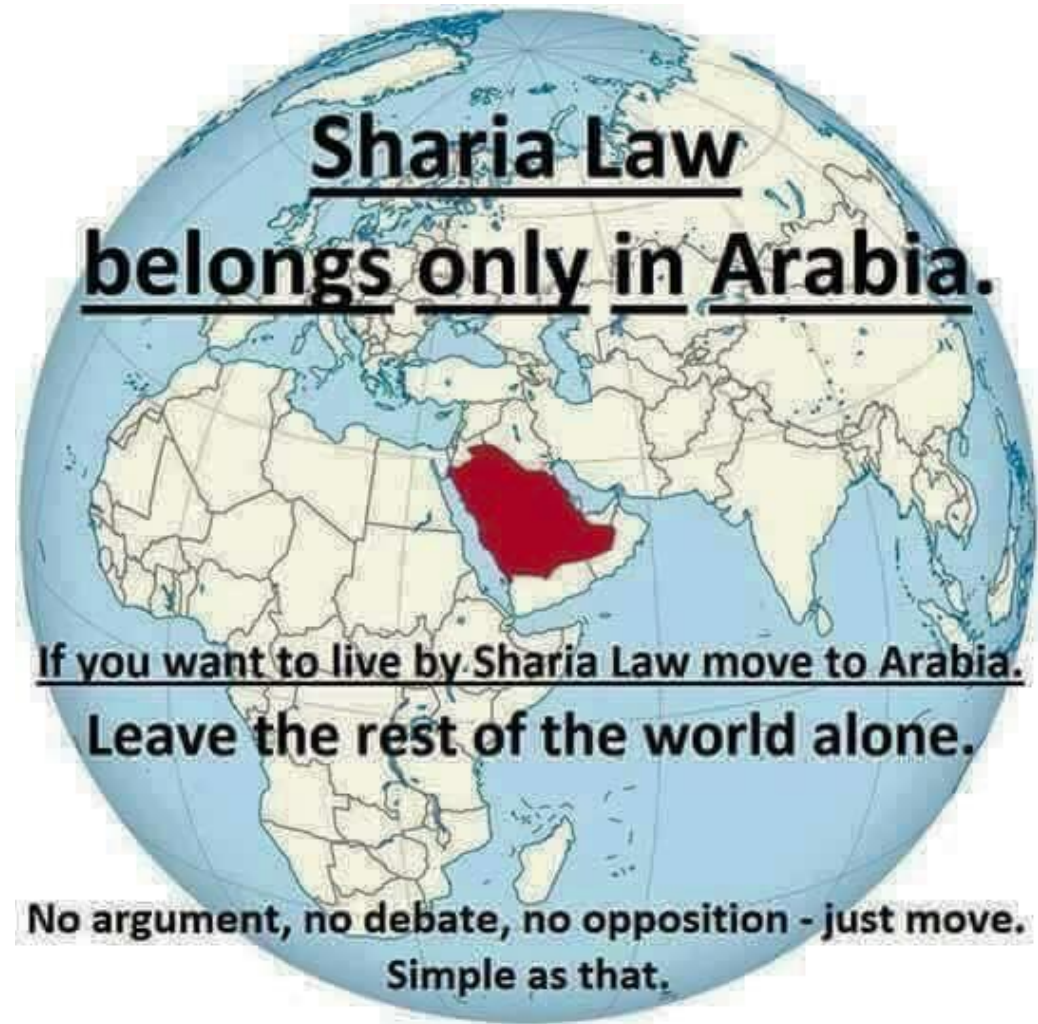 Sharia Law
belongs only in Arabia.
If you want to live by Sharia Law move to Arabia.
Leave the rest of the world alone.
No argument, no debate, no opposition - just move.
Simple as that.